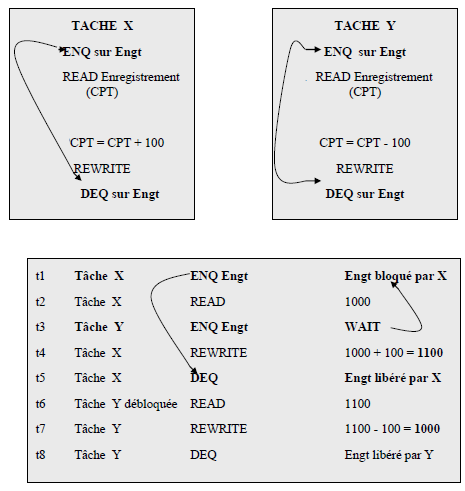 TACHE X
ENQ sur Engt
READ Enregistrement
(CPT)
CPT = CPT + 100
REWRITE
DEQ sur Engt
TACHE Y
ENQ sur Engt
READ Enregistrement
(CPT)
CPT = CPT - 100
REWRITE
DEQ sur Engt
t1 Tâche X ENQ Engt Engt bloqué par X
t2 Tâche X READ 1000
t3 Tâche Y ENQ Engt WAIT
t4 Tâche X REWRITE 1000 + 100 = 1100
t5 Tâche X DEQ Engt libéré par X
t6 Tâche Y débloquée READ 1100
t7 Tâche Y REWRITE 1100 - 100 = 1000
t8 Tâche Y DEQ Engt libéré par Y